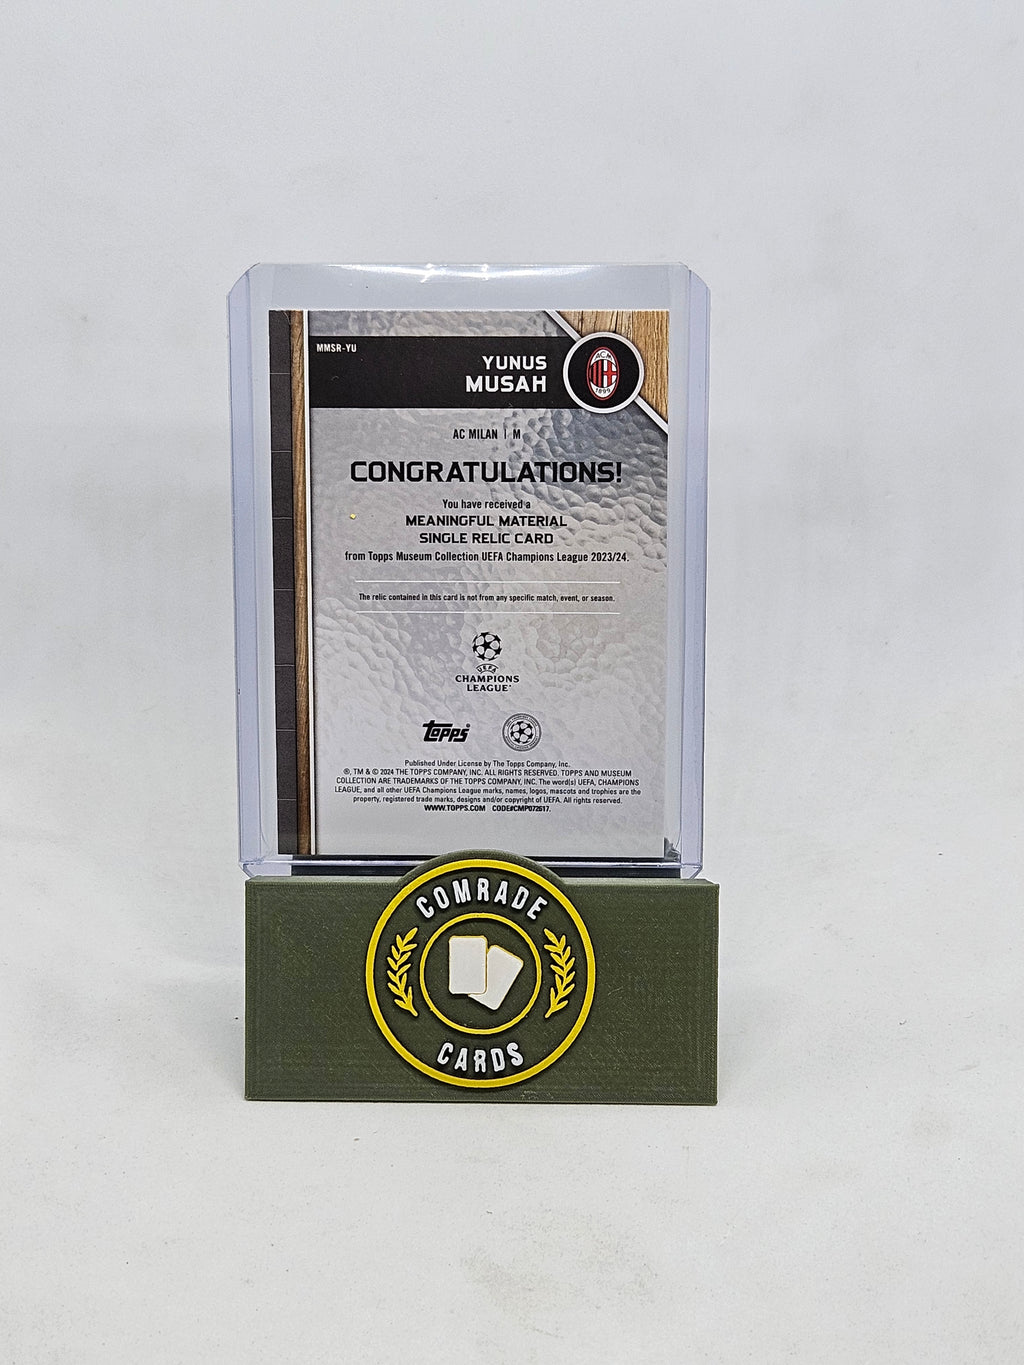 MMSR-YU
YUNUS
MUSAH
ACM
1899
AC MILAN | M
CONGRATULATIONS!
You have received a
MEANINGFUL MATERIAL
SINGLE RELIC CARD
from Topps Museum Collection UEFA Champions League 2023/24.
The relic contained in this card is not from any specific match, event, or season.
UEFA
CHAMPIONS
LEAGUE
Topps®
Published Under License by The Topps Company, Inc.
®, TM & © 2024 THE TOPPS COMPANY, INC. ALL RIGHTS RESERVED. TOPPS AND MUSEUM
COLLECTION ARE TRADEMARKS OF THE TOPPS COMPANY, INC. The word(s) UEFA, CHAMPIONS
LEAGUE, and all other UEFA Champions League marks, names, logos, mascots and trophies are the
property, registered trade marks, designs and/or copyright of UEFA. All rights reserved.
WWW.TOPPS.COM CODE#CMP072617.
COMRADE
CARDS